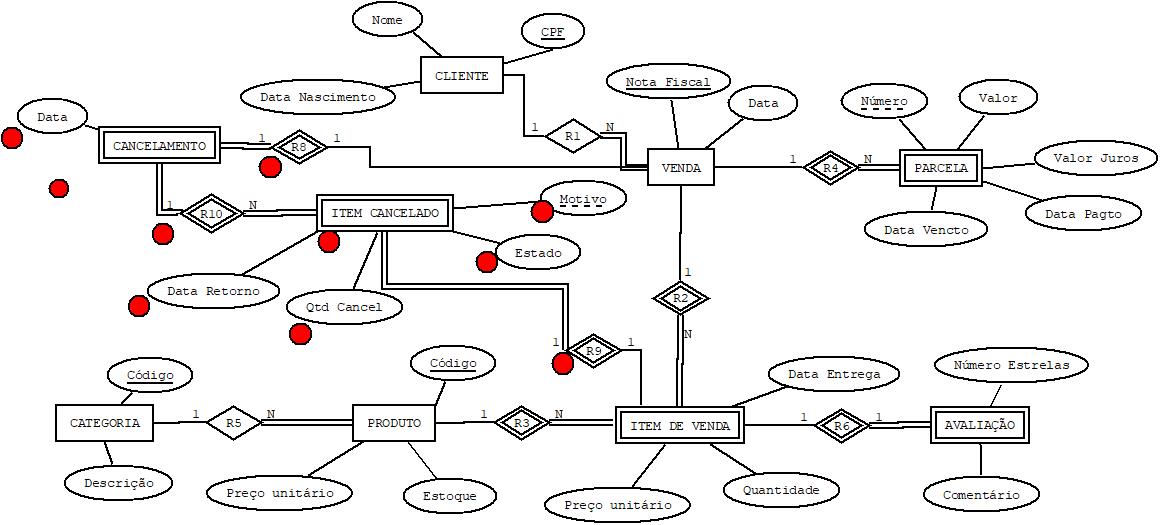 Nome
CPF
CLIENTE
Data Nascimento
Nota Fiscal
Data
Número
Valor
1
R1
N
Data
CANCELAMENTO
1
R8
1
VENDA
1
R4
N
PARCELA
Valor Juros
Data Pagto
Data Vencto
1
R10
N
ITEM CANCELADO
Motivo
Estado
Data Retorno
Qtd Cancel
1
R2
N
1
R9
1
Código
Código
Data Entrega
Número Estrelas
CATEGORIA
1
R5
N
PRODUTO
1
R3
N
ITEM DE VENDA
1
R6
1
AVALIAÇÃO
Descrição
Preço unitário
Estoque
Preço unitário
Quantidade
Comentário